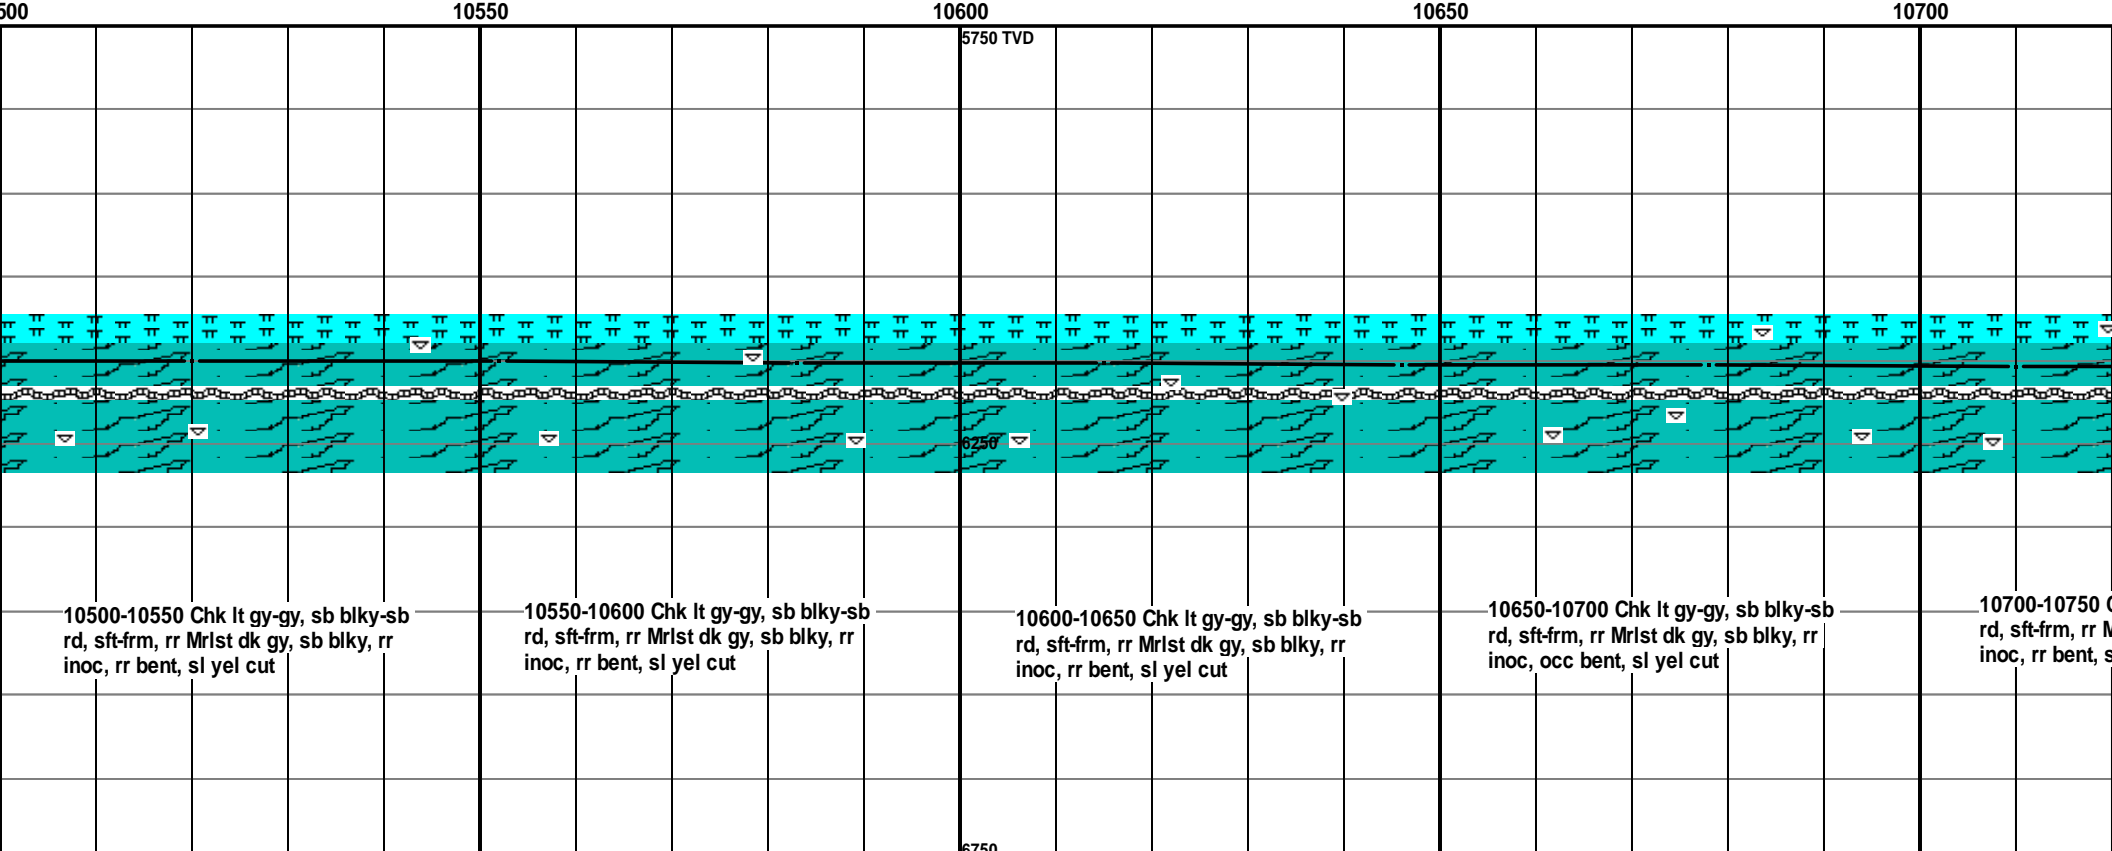 500 10550 10600 10650 10700
5750 TVD
6250
10500-10550 Chk lt gy-gy, sb blky-sb
rd, sft-frm, rr Mrlst dk gy, sb blky, rr
inoc, rr bent, sl yel cut
10550-10600 Chk lt gy-gy, sb blky-sb
rd, sft-frm, rr Mrlst dk gy, sb blky, rr
inoc, rr bent, sl yel cut
10600-10650 Chk lt gy-gy, sb blky-sb
rd, sft-frm, rr Mrlst dk gy, sb blky, rr
inoc, rr bent, sl yel cut
10650-10700 Chk lt gy-gy, sb blky-sb
rd, sft-frm, rr Mrlst dk gy, sb blky, rr
inoc, occ bent, sl yel cut
10700-10750
rd, sft-frm, rr
inoc, rr bent,
6750